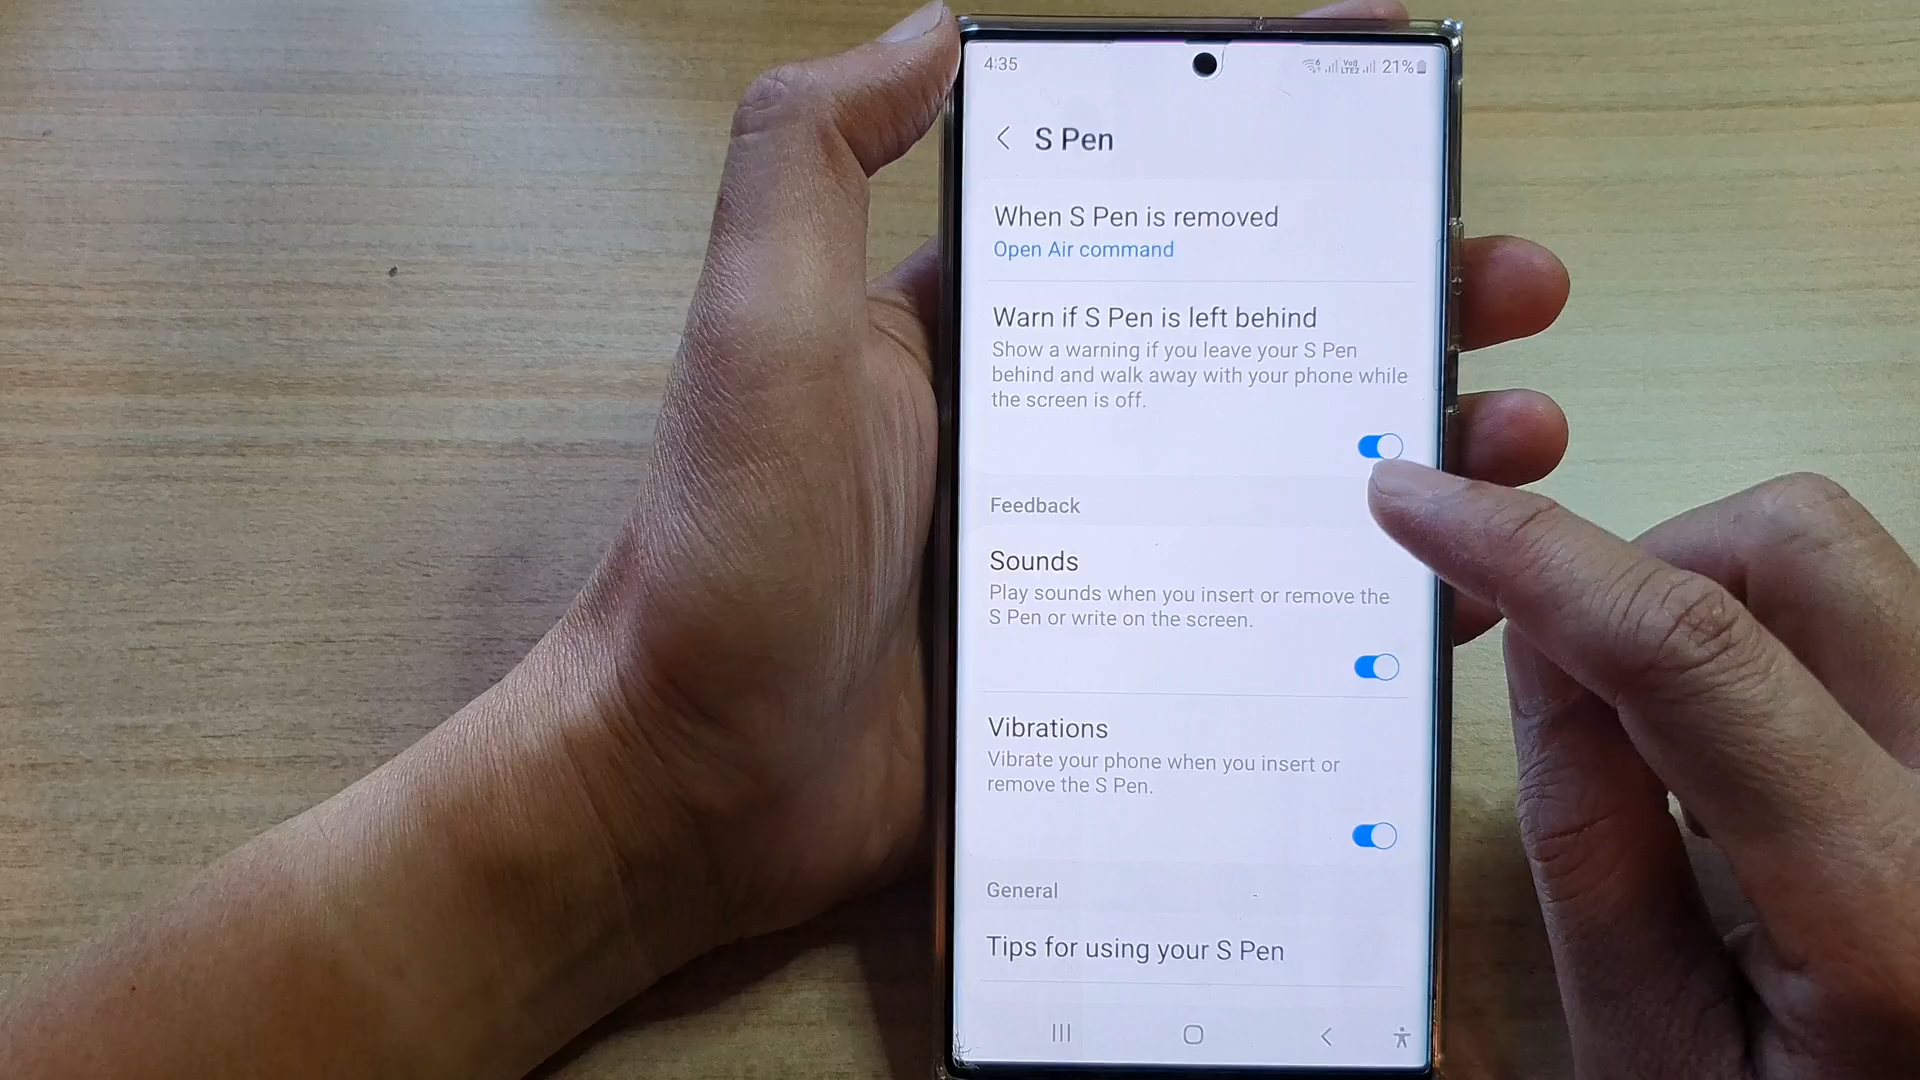 4:35
Vo)) LTE2 21%
S Pen
When S Pen is removed
Open Air command
Warn if S Pen is left behind
Show a warning if you leave your S Pen
behind and walk away with your phone while
the screen is off.
Feedback
Sounds
Play sounds when you insert or remove the
S Pen or write on the screen.
Vibrations
Vibrate your phone when you insert or
remove the S Pen.
General
Tips for using your S Pen